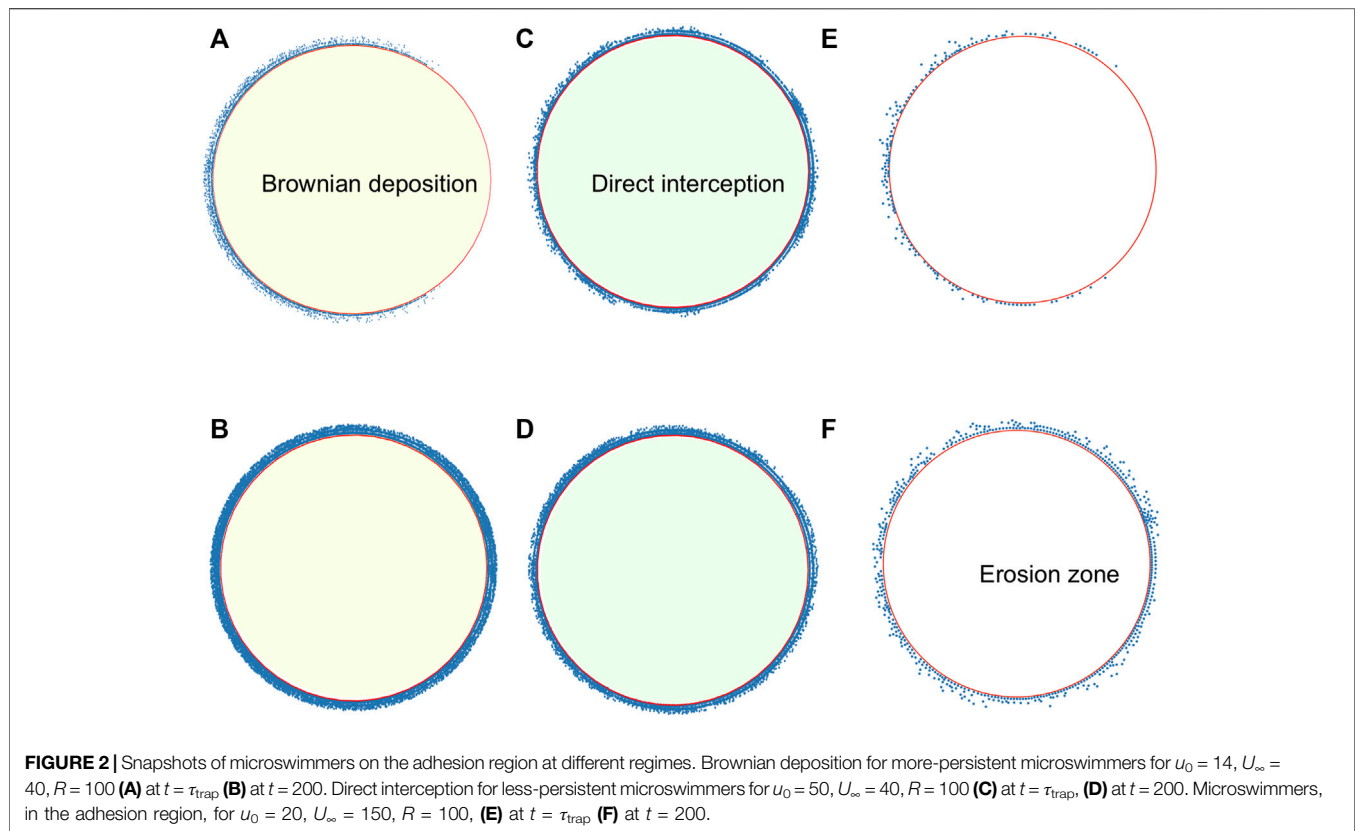 A
C
E
Brownian deposition
Direct interception
B
D
F
Erosion zone
FIGURE 2 | Snapshots of microswimmers on the adhesion region at different regimes. Brownian deposition for more-persistent microswimmers for u₀ = 14, U∞ =
40, R = 100 (A) at t = τtrap (B) at t = 200. Direct interception for less-persistent microswimmers for u₀ = 50, U∞ = 40, R = 100 (C) at t = τtrap, (D) at t = 200. Microswimmers,
in the adhesion region, for u₀ = 20, U∞ = 150, R = 100, (E) at t = τtrap (F) at t = 200.